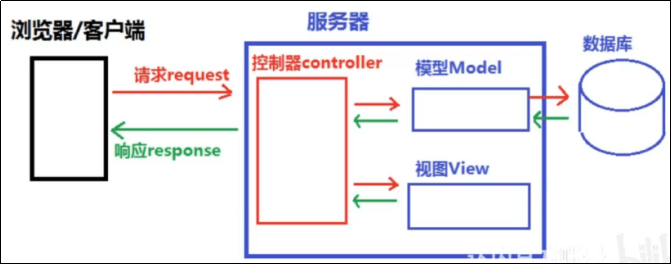 服务器
浏览器/客户端
数据库
控制器controller
模型Model
请求request
响应response
视图View